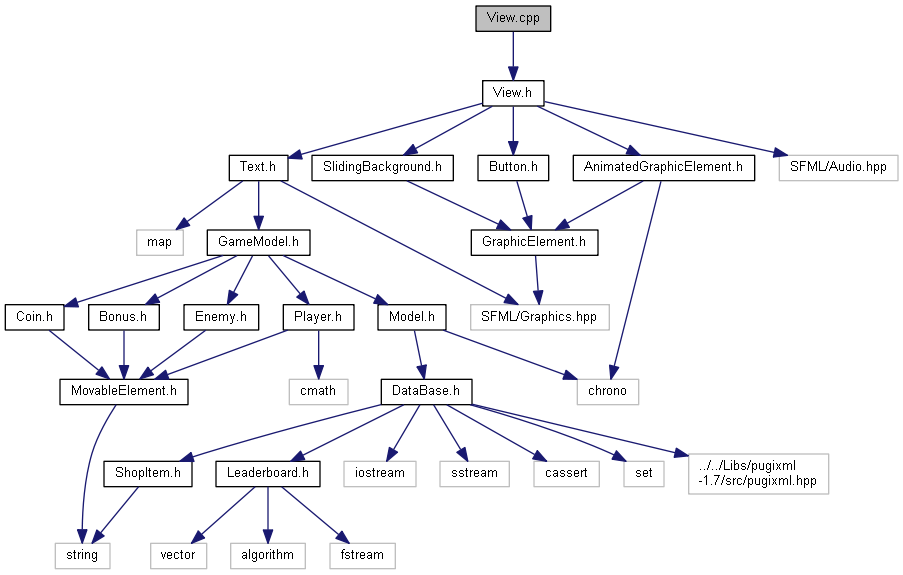 View.cpp
View.h
Text.h
SlidingBackground.h
Button.h
AnimatedGraphicElement.h
SFML/Audio.hpp
map
GameModel.h
GraphicElement.h
Coin.h
Bonus.h
Enemy.h
Player.h
Model.h
SFML/Graphics.hpp
MovableElement.h
cmath
DataBase.h
chrono
ShopItem.h
Leaderboard.h
iostream
sstream
cassert
set
../../Libs/pugixml
-1.7/src/pugixml.hpp
string
vector
algorithm
fstream